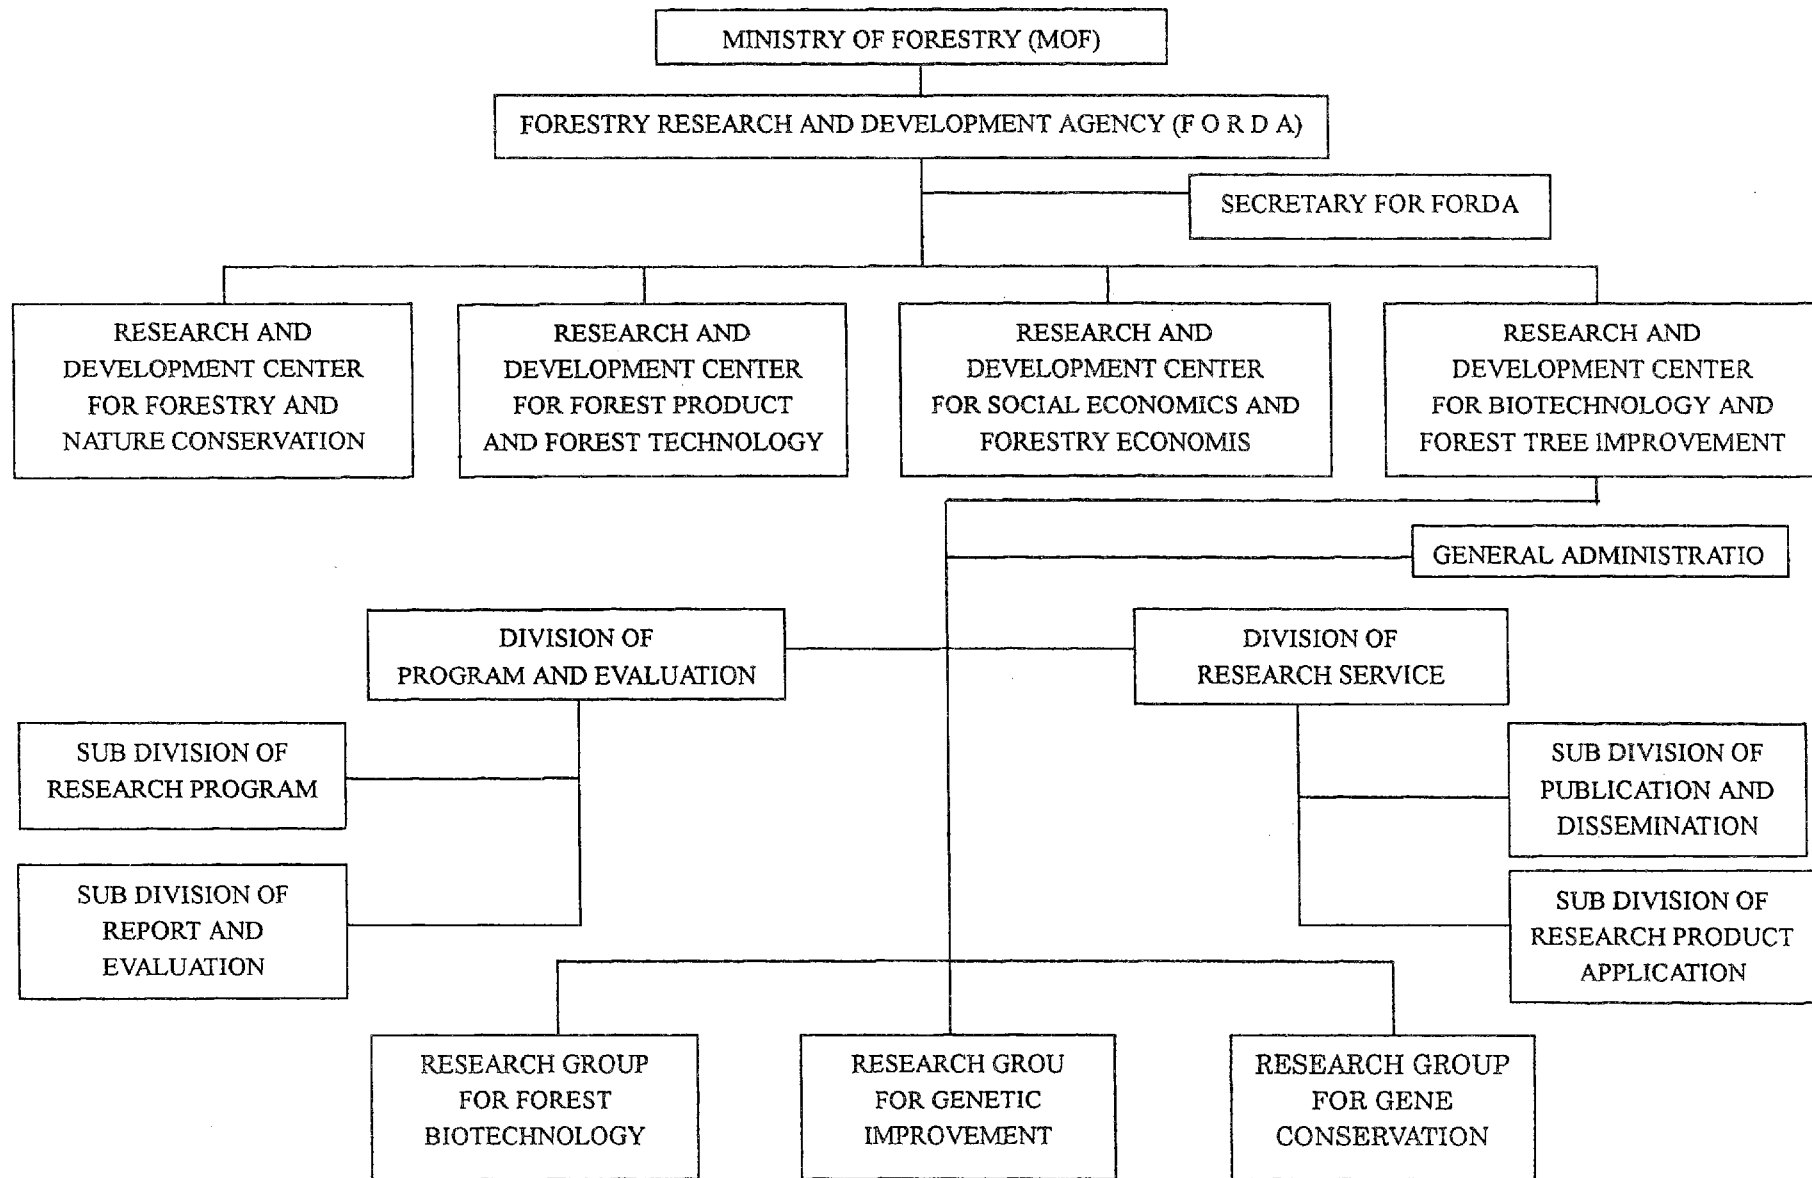 MINISTRY OF FORESTRY (MOF)
FORESTRY RESEARCH AND DEVELOPMENT AGENCY (F O R D A)
SECRETARY FOR FORDA
RESEARCH AND
DEVELOPMENT CENTER
FOR FORESTRY AND
NATURE CONSERVATION
RESEARCH AND
DEVELOPMENT CENTER
FOR FOREST PRODUCT
AND FOREST TECHNOLOGY
RESEARCH AND
DEVELOPMENT CENTER
FOR SOCIAL ECONOMICS AND
FORESTRY ECONOMIS
RESEARCH AND
DEVELOPMENT CENTER
FOR BIOTECHNOLOGY AND
FOREST TREE IMPROVEMENT
GENERAL ADMINISTRATIO
DIVISION OF
PROGRAM AND EVALUATION
DIVISION OF
RESEARCH SERVICE
SUB DIVISION OF
RESEARCH PROGRAM
SUB DIVISION OF
PUBLICATION AND
DISSEMINATION
SUB DIVISION OF
REPORT AND
EVALUATION
SUB DIVISION OF
RESEARCH PRODUCT
APPLICATION
RESEARCH GROUP
FOR FOREST
BIOTECHNOLOGY
RESEARCH GROU
FOR GENETIC
IMPROVEMENT
RESEARCH GROUP
FOR GENE
CONSERVATION